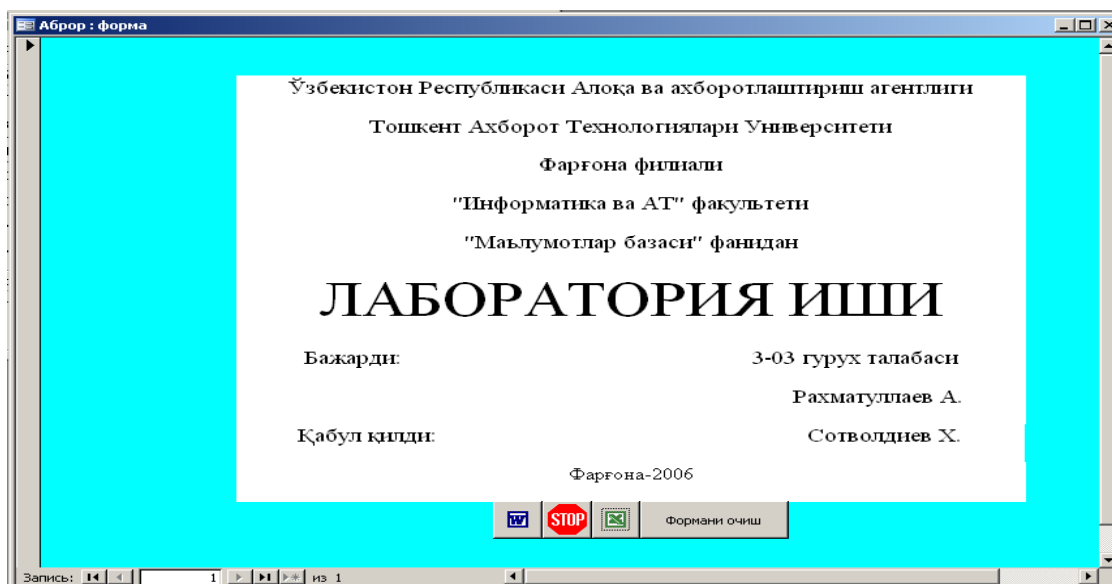 Аброр : форма
Ўзбекистон Республикаси Алоқа ва ахборотлаштириш агентлиги
Тошкент Ахборот Технологиялари Университети
Фарғона филиали
"Информатика ва АТ" факультети
"Маьлумотлар базаси" фанидан
ЛАБОРАТОРИЯ ИШИ
Бажарди: 3-03 гурух талабаси
Рахматуллаев А.
Қабул қилди: Сотволдиев Х.
Фарғона-2006
W STOP X Формани очиш
Запись: 1 из 1